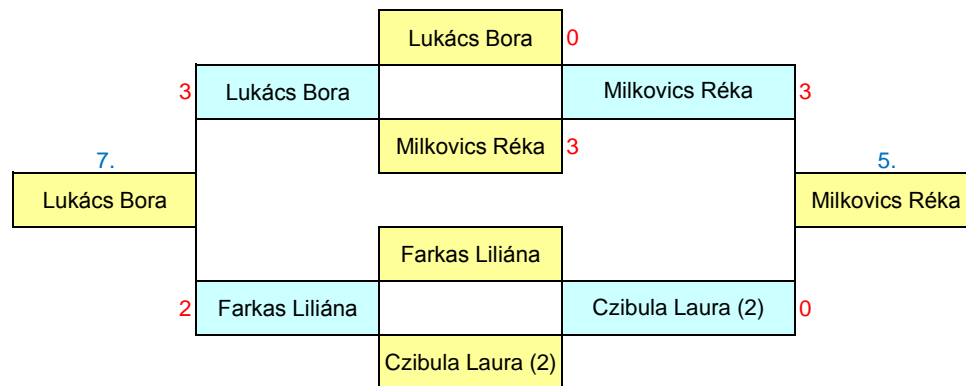 Lukács Bora 0
3 Lukács Bora Milkovics Réka 3
Milkovics Réka 3
7. 5.
Lukács Bora Milkovics Réka
Farkas Liliána
2 Farkas Liliána Czibula Laura (2) 0
Czibula Laura (2)